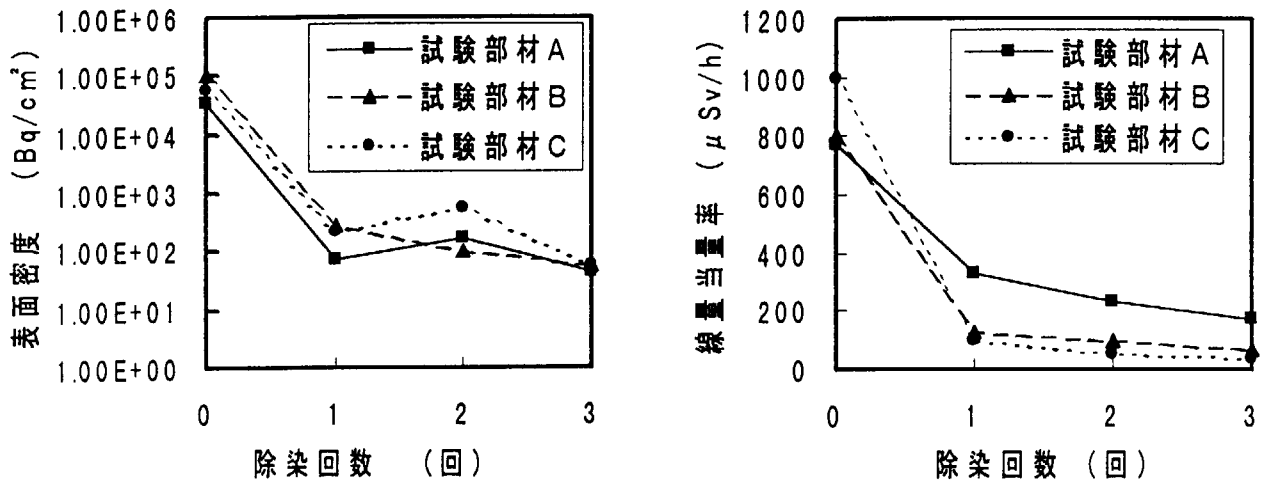 表面密度 (Bq/cm²)
1.00E+06
1.00E+05
1.00E+04
1.00E+03
1.00E+02
1.00E+01
1.00E+00
試験部材A
試験部材B
試験部材C
0 1 2 3
除染回数 (回)
線量当量率 (μSv/h)
1200
1000
800
600
400
200
0
試験部材A
試験部材B
試験部材C
0 1 2 3
除染回数 (回)